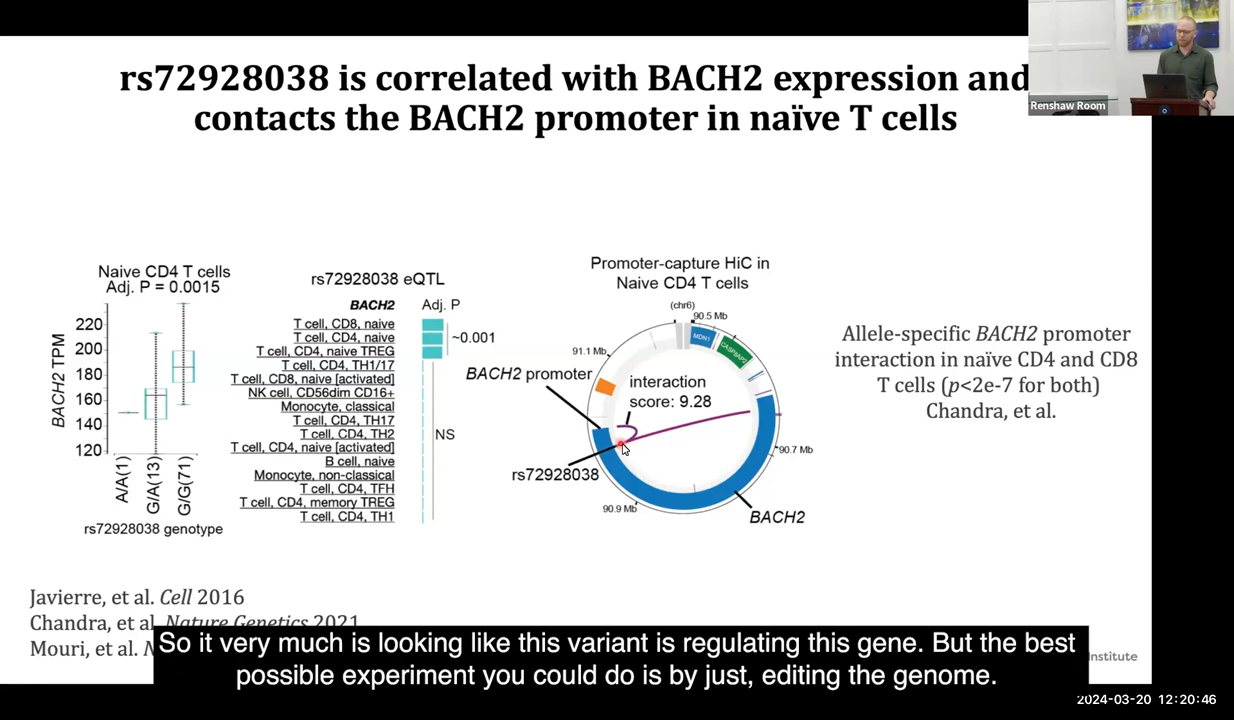 rs72928038 is correlated with BACH2 expression and
contacts the BACH2 promoter in naïve T cells
Renshaw Room
Naive CD4 T cells
Adj. P = 0.0015
BACH2 TPM
220
200
180
160
140
120
A/A(1)
G/A(13)
G/G(71)
rs72928038 genotype
rs72928038 eQTL
BACH2 Adj. P
T cell, CD8, naive
T cell, CD4, naive
T cell, CD4, naive TREG
T cell, CD4, TH1/17
T cell, CD8, naive [activated]
NK cell, CD56dim CD16+
Monocyte, classical
T cell, CD4, TH17
T cell, CD4, TH2
T cell, CD4, naive [activated]
B cell, naive
Monocyte, non-classical
T cell, CD4, TFH
T cell, CD4, memory TREG
T cell, CD4, TH1
~0.001
NS
Promoter-capture HiC in
Naive CD4 T cells
(chr6)
90.5 Mb
MDN1
CASP8AP2
91.1 Mb
BACH2 promoter
interaction
score: 9.28
90.7 Mb
rs72928038
90.9 Mb
BACH2
Allele-specific BACH2 promoter
interaction in naïve CD4 and CD8
T cells (p<2e-7 for both)
Chandra, et al.
Javierre, et al. Cell 2016
Chandra, et al. Nature Genetics 2021
Mouri, et al.
Institute
So it very much is looking like this variant is regulating this gene. But the best
possible experiment you could do is by just, editing the genome.
2024-03-20 12:20:46